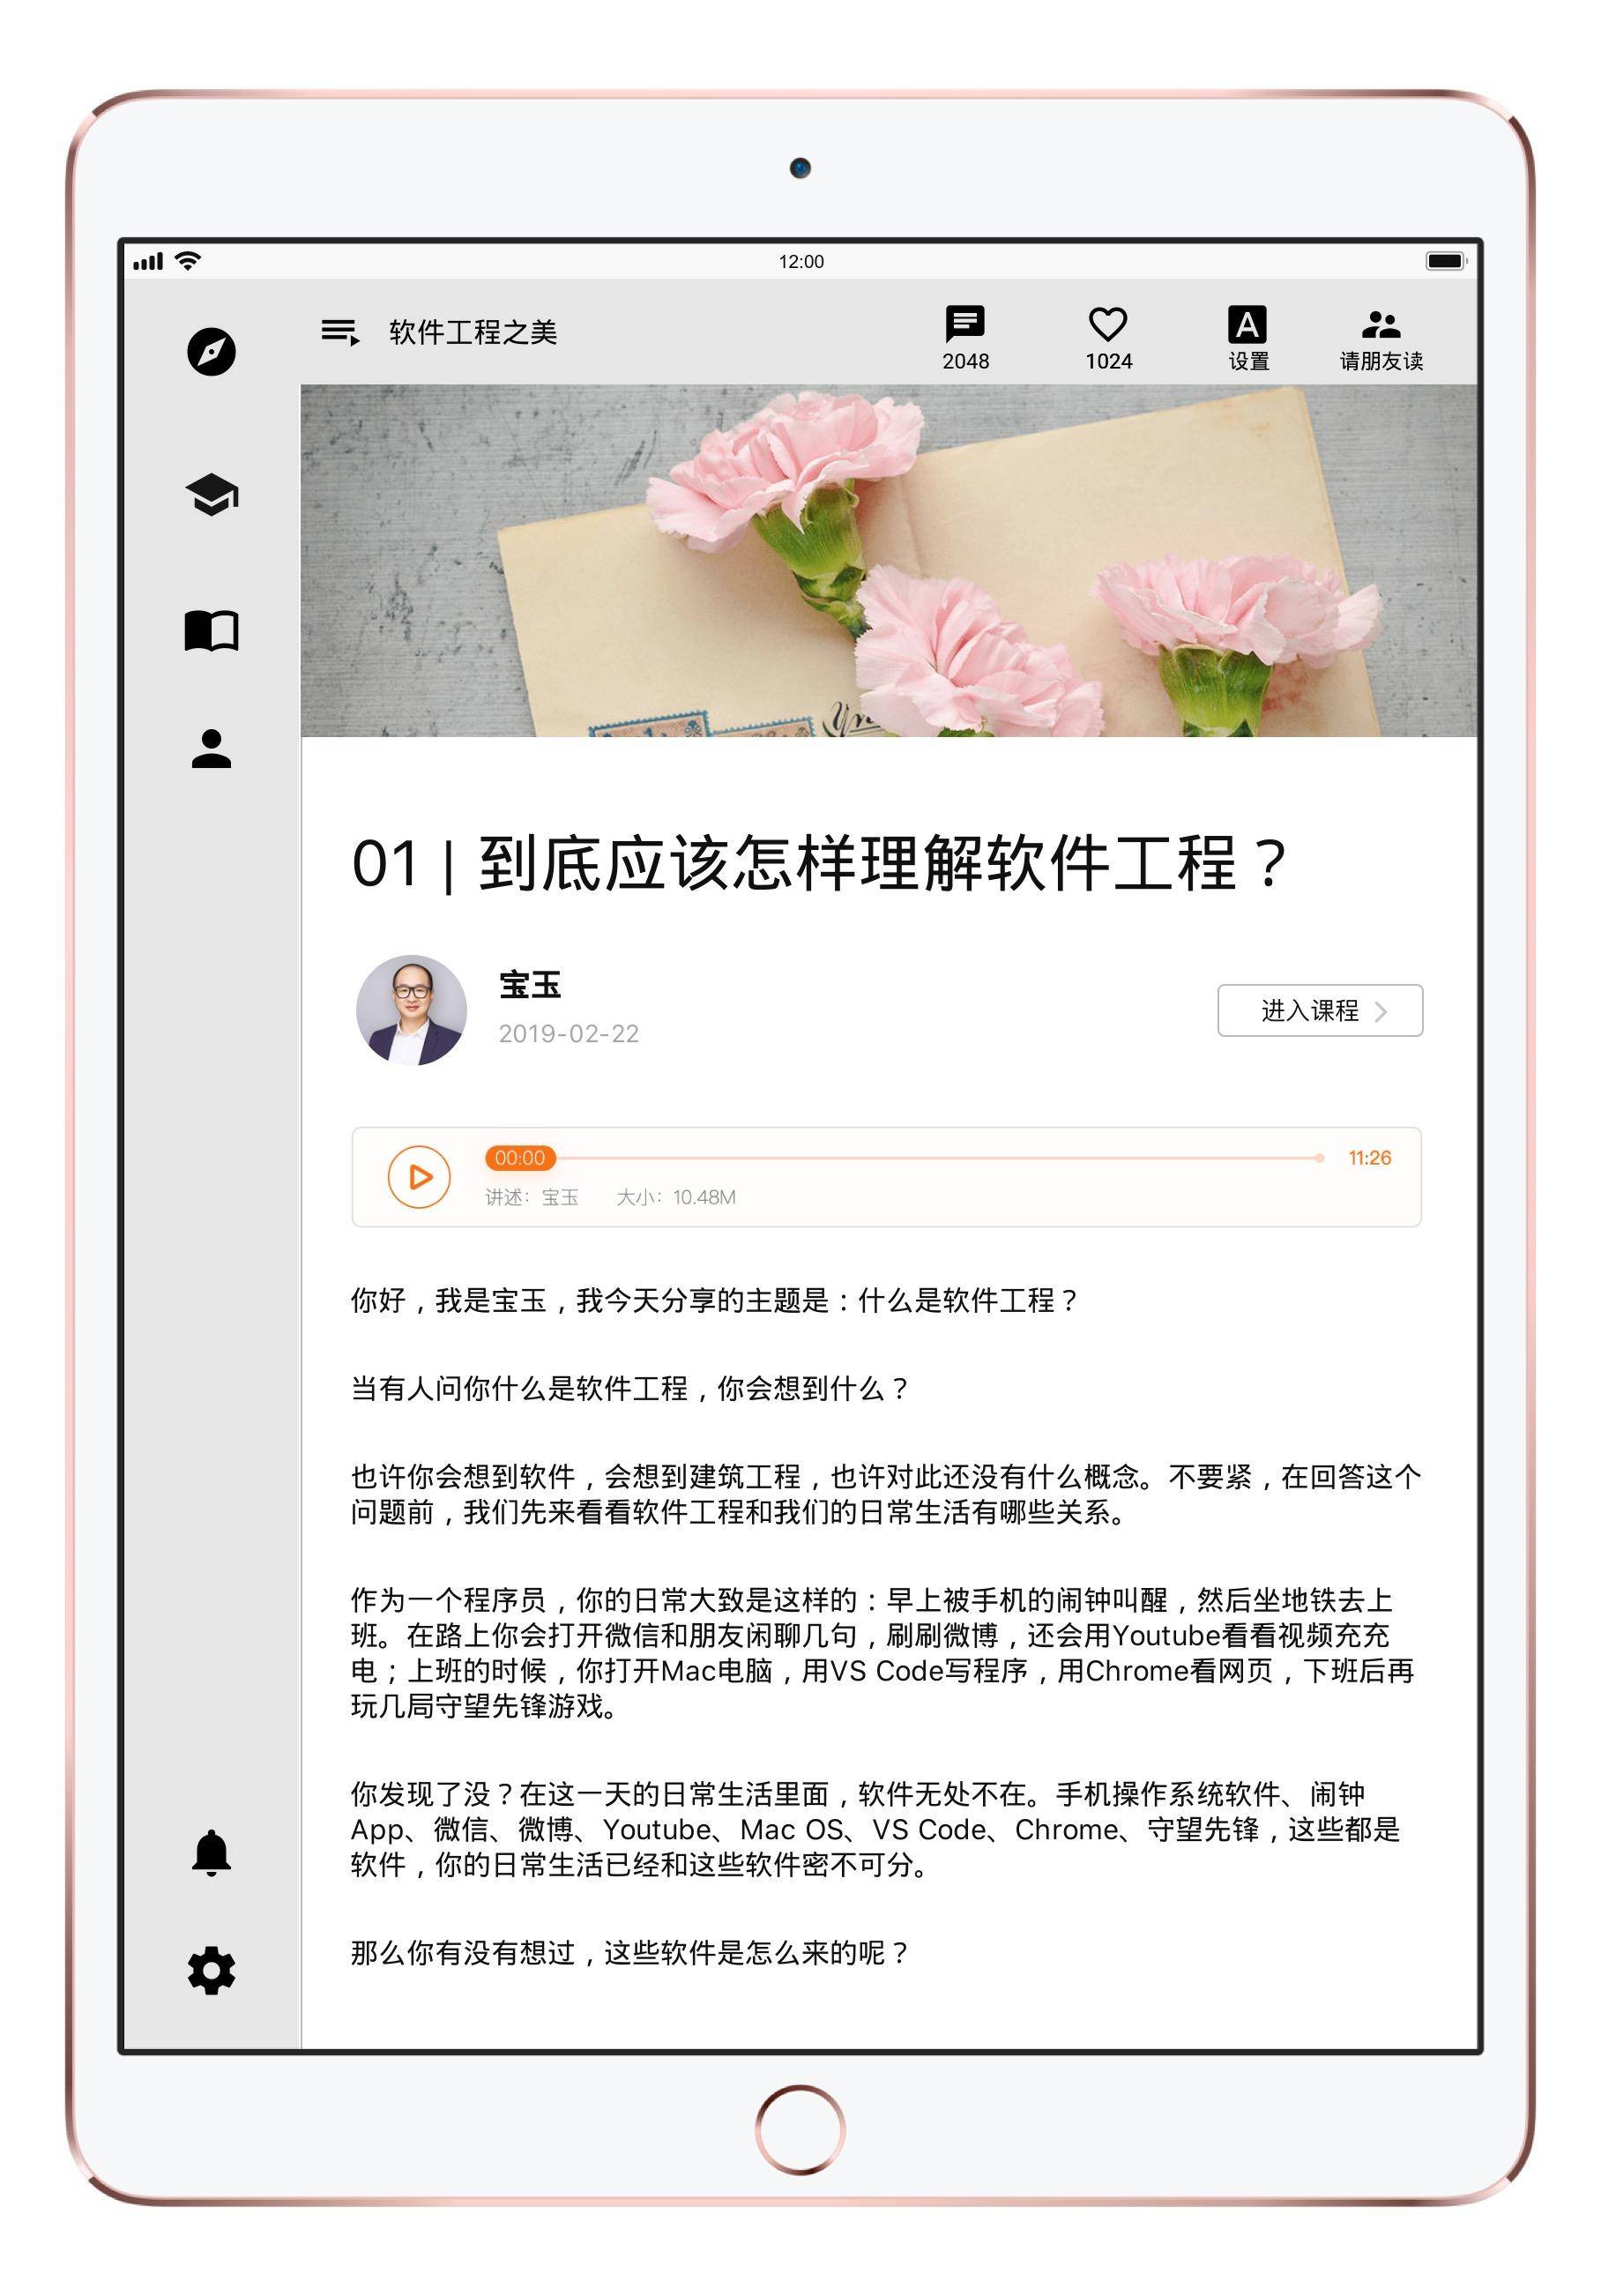 12:00
软件工程之美
2048
1024
A
设置
请朋友读
01 | 到底应该怎样理解软件工程？
宝玉
2019-02-22
进入课程
00:00
11:26
讲述：宝玉 大小：10.48M
你好，我是宝玉，我今天分享的主题是：什么是软件工程？
当有人问你什么是软件工程，你会想到什么？
也许你会想到软件，会想到建筑工程，也许对此还没有什么概念。不要紧，在回答这个
问题前，我们先来看看软件工程和我们的日常生活有哪些关系。
作为一个程序员，你的日常大致是这样的：早上被手机的闹钟叫醒，然后坐地铁去上
班。在路上你会打开微信和朋友闲聊几句，刷刷微博，还会用Youtube看看视频充充
电；上班的时候，你打开Mac电脑，用VS Code写程序，用Chrome看网页，下班后再
玩几局守望先锋游戏。
你发现了没？在这一天的日常生活里面，软件无处不在。手机操作系统软件、闹钟
App、微信、微博、Youtube、Mac OS、VS Code、Chrome、守望先锋，这些都是
软件，你的日常生活已经和这些软件密不可分。
那么你有没有想过，这些软件是怎么来的呢？